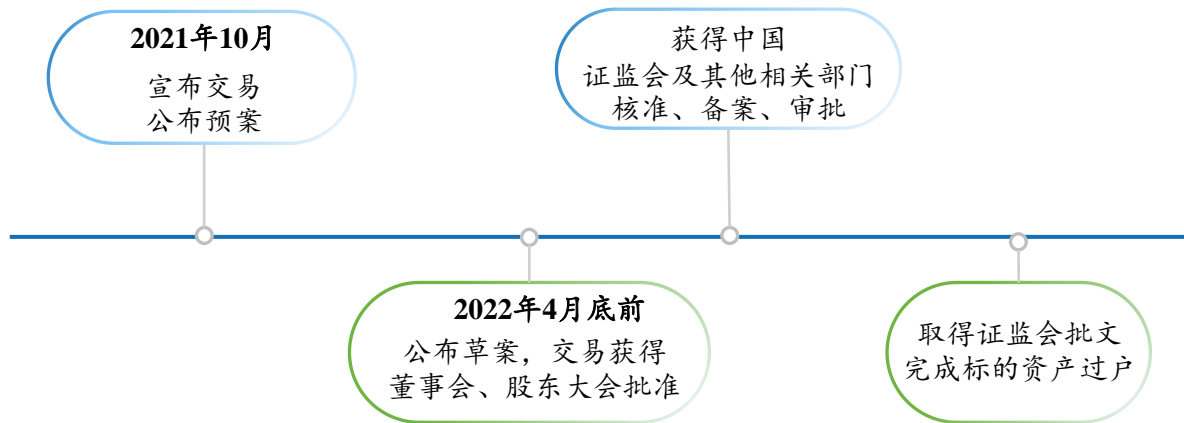 2021年10月
宣布交易
公布预案
2022年4月底前
公布草案，交易获得
董事会、股东大会批准
获得中国
证监会及其他相关部门
核准、备案、审批
取得证监会批文
完成标的资产过户